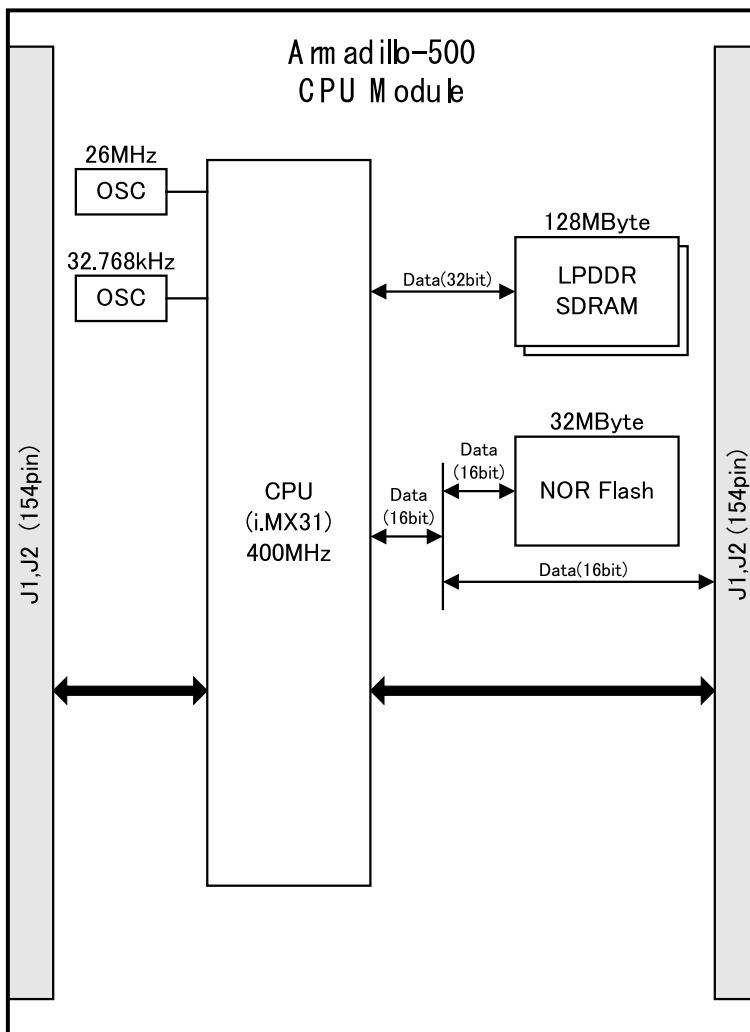 Armadillo-500
CPU Module
26MHz
OSC
32.768kHz
OSC
128MByte
LPDDR
SDRAM
Data(32bit)
32MByte
NOR Flash
Data
(16bit)
Data
(16bit)
Data(16bit)
CPU
(i.MX31)
400MHz
J1,J2 (154pin)
J1,J2 (154pin)